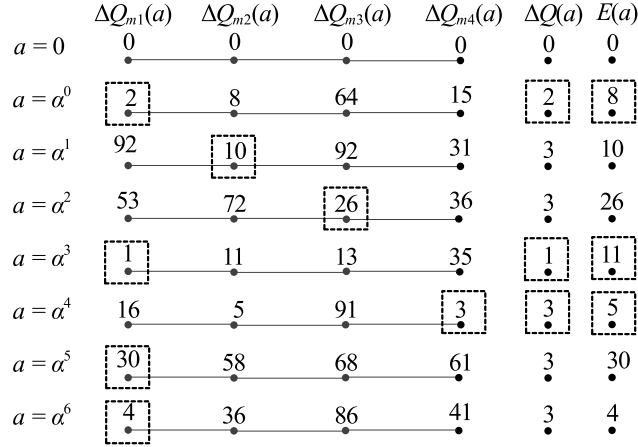 ΔQₘ₁(a) ΔQₘ₂(a) ΔQₘ₃(a) ΔQₘ₄(a) ΔQ(a) E(a)
a = 0 0 0 0 0 0 0
a = α⁰ 2 8 64 15 2 8
a = α¹ 92 10 92 31 3 10
a = α² 53 72 26 36 3 26
a = α³ 1 11 13 35 1 11
a = α⁴ 16 5 91 3 3 5
a = α⁵ 30 58 68 61 3 30
a = α⁶ 4 36 86 41 3 4